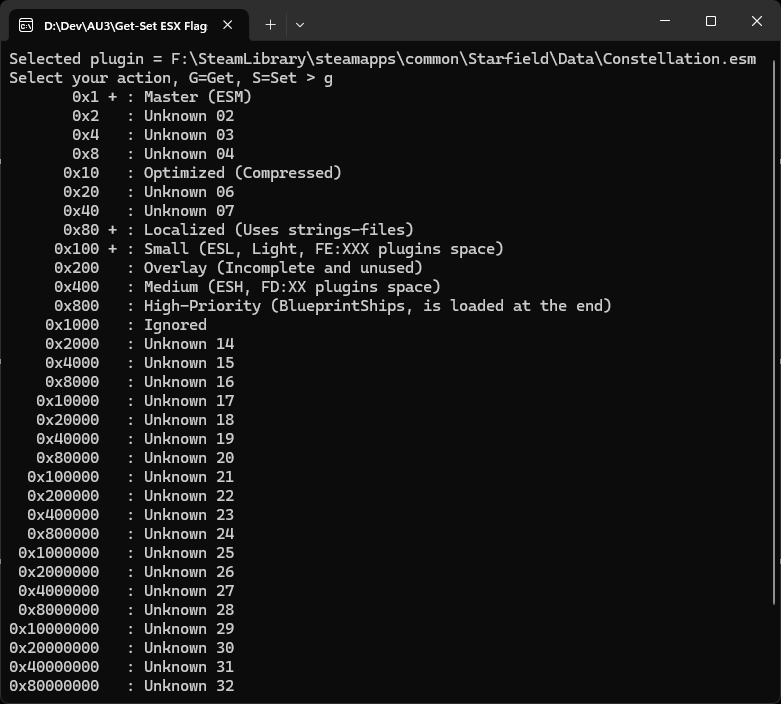 D:\Dev\AU3\Get-Set ESX Flag
Selected plugin = F:\SteamLibrary\steamapps\common\Starfield\Data\Constellation.esm
Select your action, G=Get, S=Set > g
0x1 + : Master (ESM)
0x2   : Unknown 02
0x4   : Unknown 03
0x8   : Unknown 04
0x10   : Optimized (Compressed)
0x20   : Unknown 06
0x40   : Unknown 07
0x80 + : Localized (Uses strings-files)
0x100 + : Small (ESL, Light, FE:XXX plugins space)
0x200   : Overlay (Incomplete and unused)
0x400   : Medium (ESH, FD:XX plugins space)
0x800   : High-Priority (BlueprintShips, is loaded at the end)
0x1000   : Ignored
0x2000   : Unknown 14
0x4000   : Unknown 15
0x8000   : Unknown 16
0x10000   : Unknown 17
0x20000   : Unknown 18
0x40000   : Unknown 19
0x80000   : Unknown 20
0x100000   : Unknown 21
0x200000   : Unknown 22
0x400000   : Unknown 23
0x800000   : Unknown 24
0x1000000   : Unknown 25
0x2000000   : Unknown 26
0x4000000   : Unknown 27
0x8000000   : Unknown 28
0x10000000   : Unknown 29
0x20000000   : Unknown 30
0x40000000   : Unknown 31
0x80000000   : Unknown 32